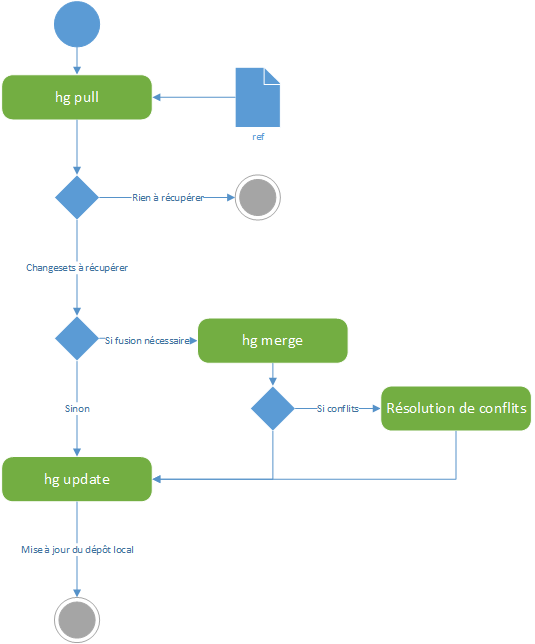 hg pull
ref
Rien à récupérer
Changesets à récupérer
Si fusion nécessaire
hg merge
Sinon
Si conflits
Résolution de conflits
hg update
Mise à jour du dépôt local